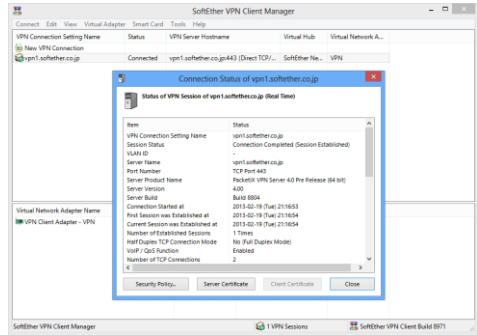 SoftEther VPN Client Manager
Connect Edit View Virtual Adapter Smart Card Tools Help
VPN Connection Setting Name Status VPN Server Hostname Virtual Hub Virtual Network A...
New VPN Connection
vpn1.softether.co.jp Connected vpn1.softether.co.jp:443 (Direct TCP/... SoftEther Ne... VPN
Connection Status of vpn1.softether.co.jp
Status of VPN Session of vpn1.softether.co.jp (Real Time)
Item Status
VPN Connection Setting Name vpn1.softether.co.jp
Session Status Connection Completed (Session Established)
VLAN ID -
Server Name vpn1.softether.co.jp
Port Number TCP Port 443
Server Product Name PacketiX VPN Server 4.0 Pre Release (64 bit)
Server Version 4.00
Server Build Build 8804
Connection Started at 2013-02-19 (Tue) 21:16:53
First Session was Established at 2013-02-19 (Tue) 21:16:54
Current Session was Established at 2013-02-19 (Tue) 21:16:54
Number of Established Sessions 1 Times
Half Duplex TCP Connection Mode No (Full Duplex Mode)
VoIP / QoS Function Enabled
Number of TCP Connections 2
Virtual Network Adapter Name
VPN Client Adapter - VPN
Security Policy... Server Certificate Client Certificate Close
SoftEther VPN Client Manager 1 VPN Sessions SoftEther VPN Client Build 8971